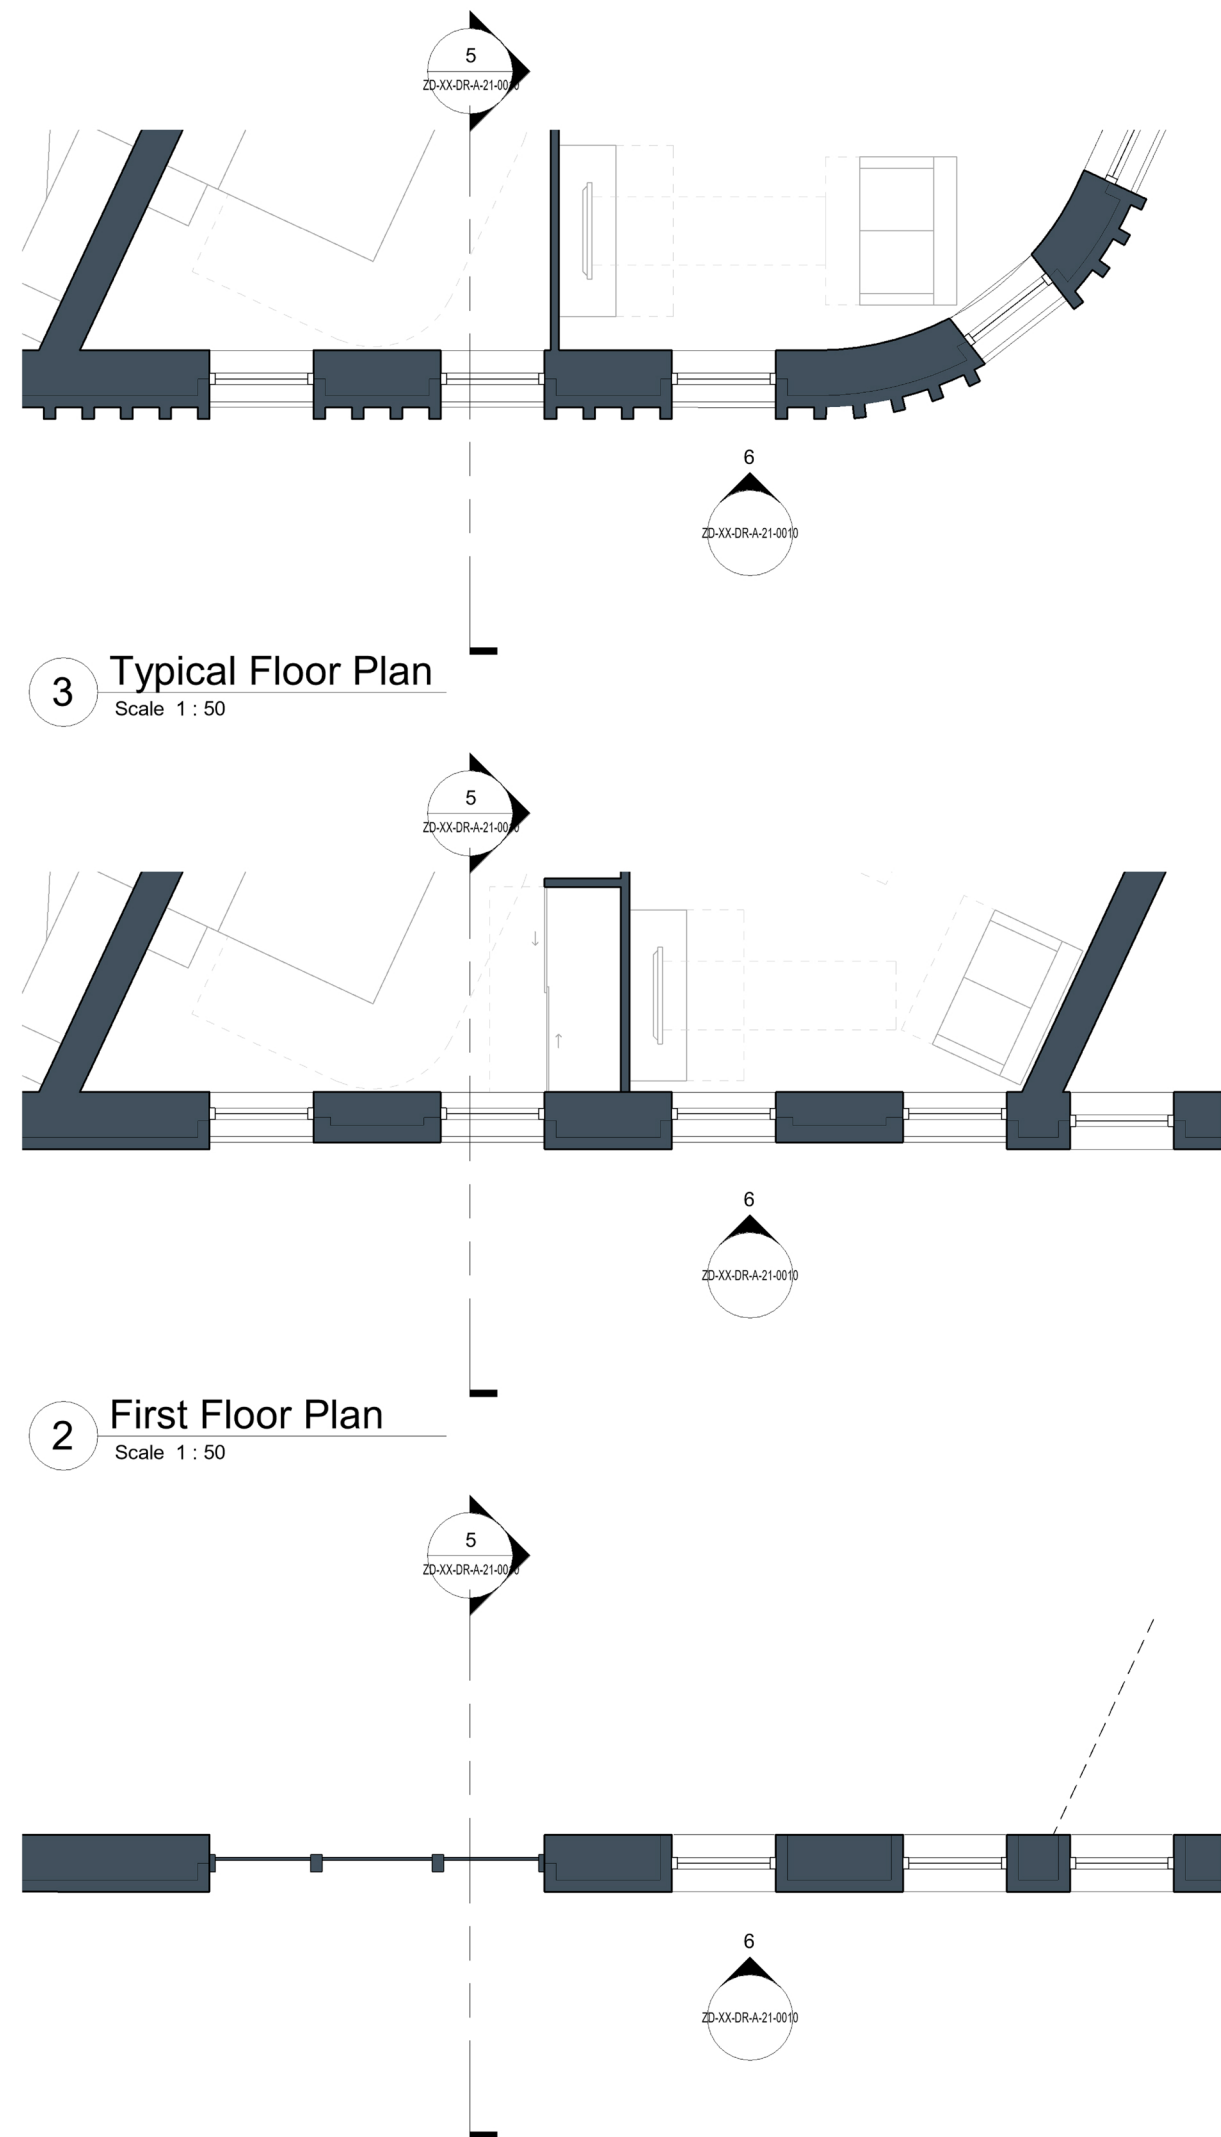 5
ZD-XX-DR-A-21-0010
6
ZD-XX-DR-A-21-0010
3
Typical Floor Plan
Scale 1 : 50
5
ZD-XX-DR-A-21-0010
6
ZD-XX-DR-A-21-0010
2
First Floor Plan
Scale 1 : 50
5
ZD-XX-DR-A-21-0010
6
ZD-XX-DR-A-21-0010